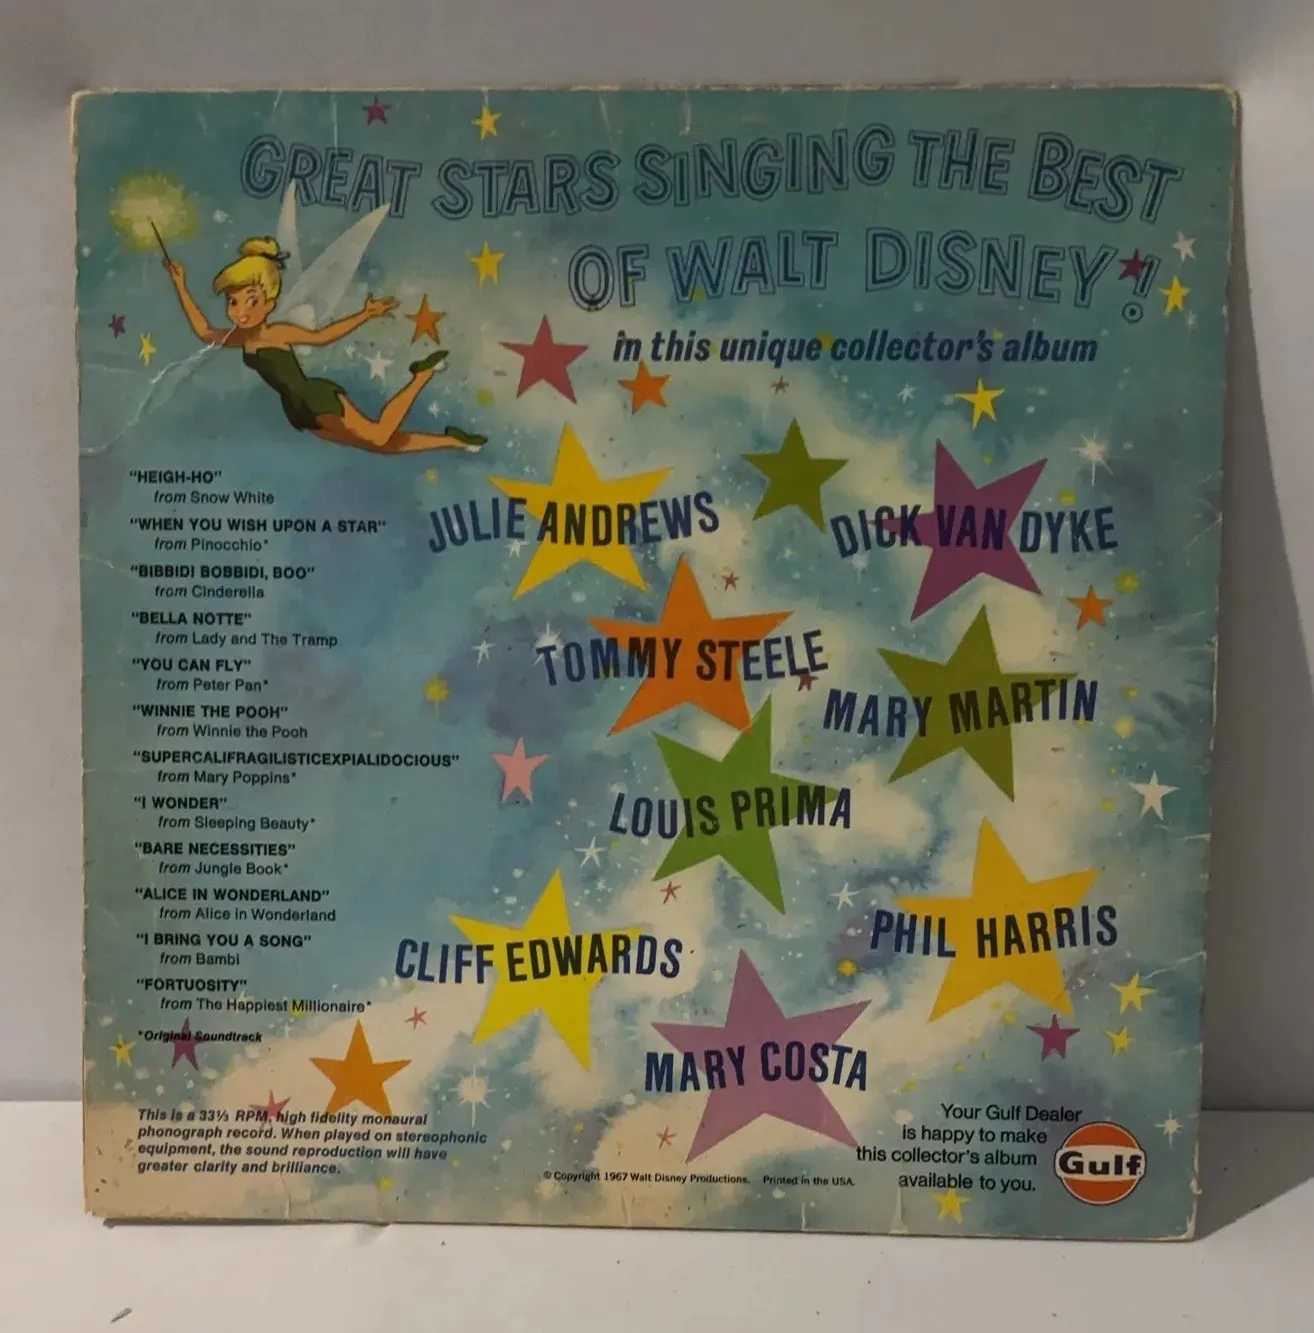 GREAT STARS SINGING THE BEST
OF WALT DISNEY!
in this unique collector's album
"HEIGH-HO"
from Snow White
"WHEN YOU WISH UPON A STAR"
from Pinocchio*
"BIBBIDI BOBBIDI, BOO"
from Cinderella
"BELLA NOTTE"
from Lady and The Tramp
"YOU CAN FLY"
from Peter Pan*
"WINNIE THE POOH"
from Winnie the Pooh
"SUPERCALIFRAGILISTICEXPIALIDOCIOUS"
from Mary Poppins*
"I WONDER"
from Sleeping Beauty*
"BARE NECESSITIES"
from Jungle Book*
"ALICE IN WONDERLAND"
from Alice in Wonderland
"I BRING YOU A SONG"
from Bambi
"FORTUOSITY"
from The Happiest Millionaire*
*Original Soundtrack
JULIE ANDREWS
DICK VAN DYKE
TOMMY STEELE
MARY MARTIN
LOUIS PRIMA
PHIL HARRIS
CLIFF EDWARDS
MARY COSTA
This is a 33⅓ RPM, high fidelity monaural
phonograph record. When played on stereophonic
equipment, the sound reproduction will have
greater clarity and brilliance.
© Copyright 1967 Walt Disney Productions. Printed in the USA.
Your Gulf Dealer
is happy to make
this collector's album
available to you.
Gulf